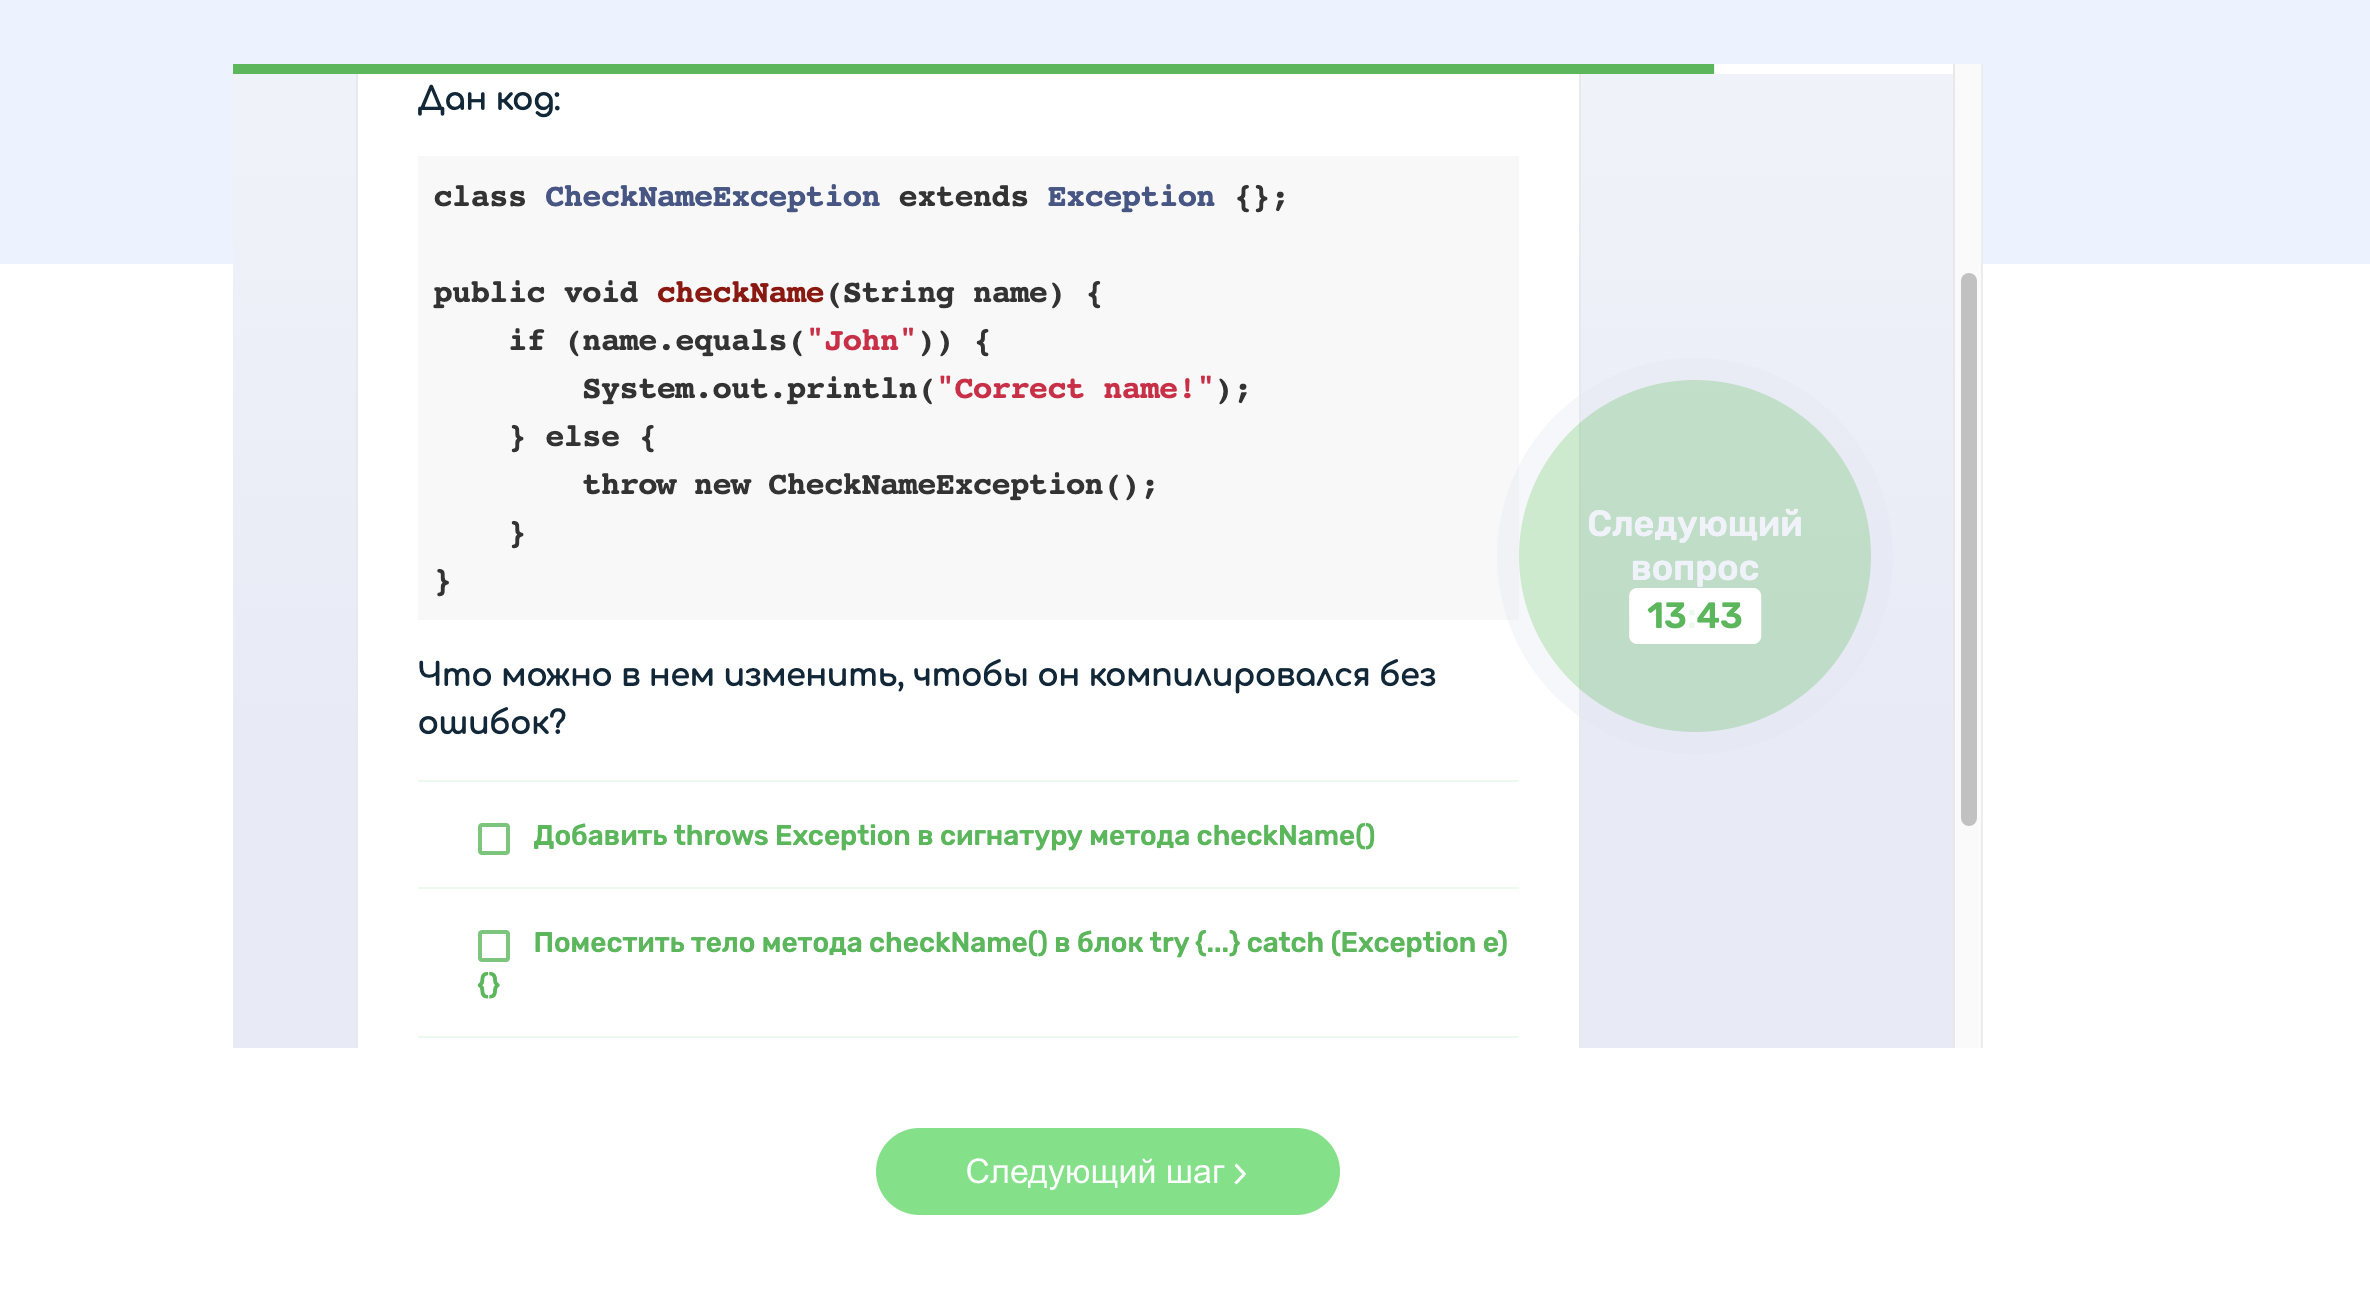 Дан код:
class CheckNameException extends Exception {};
public void checkName(String name) {
if (name.equals("John")) {
System.out.println("Correct name!");
} else {
throw new CheckNameException();
}
}
Следующий
вопрос
13:43
Что можно в нем изменить, чтобы он компилировался без
ошибок?
Добавить throws Exception в сигнатуру метода checkName()
Поместить тело метода checkName() в блок try {...} catch (Exception e)
{}
Следующий шаг